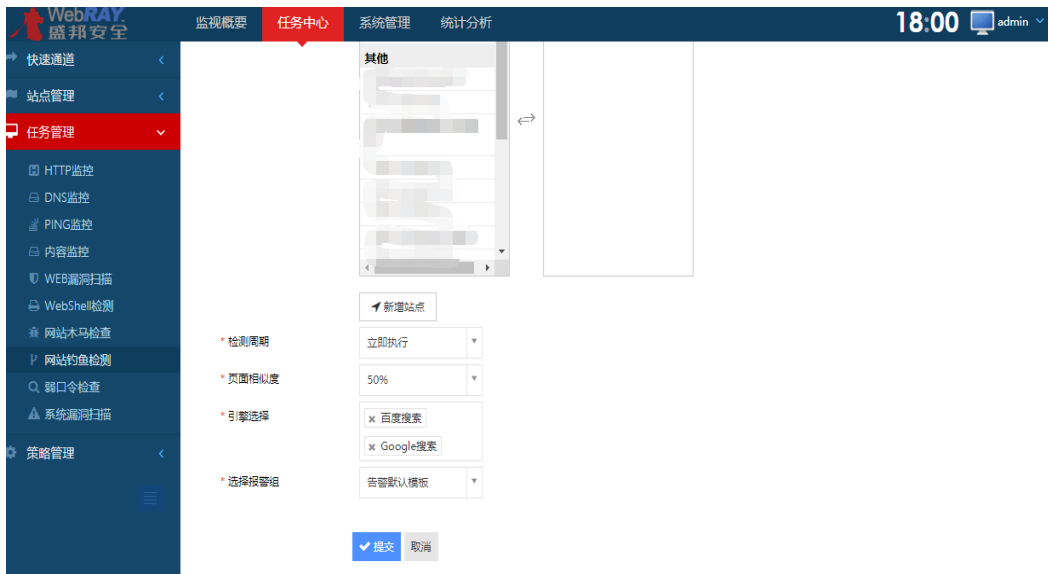 WebRAY.
盛邦安全
监视概要 任务中心 系统管理 统计分析
18:00 admin
快速通道
站点管理
任务管理
HTTP监控
DNS监控
PING监控
内容监控
WEB漏洞扫描
WebShell检测
网站木马检查
网站钓鱼检测
弱口令检查
系统漏洞扫描
策略管理
其他
新增站点
* 检测周期 立即执行
* 页面相似度 50%
* 引擎选择 × 百度搜索
× Google搜索
* 选择报警组 告警默认模板
提交 取消